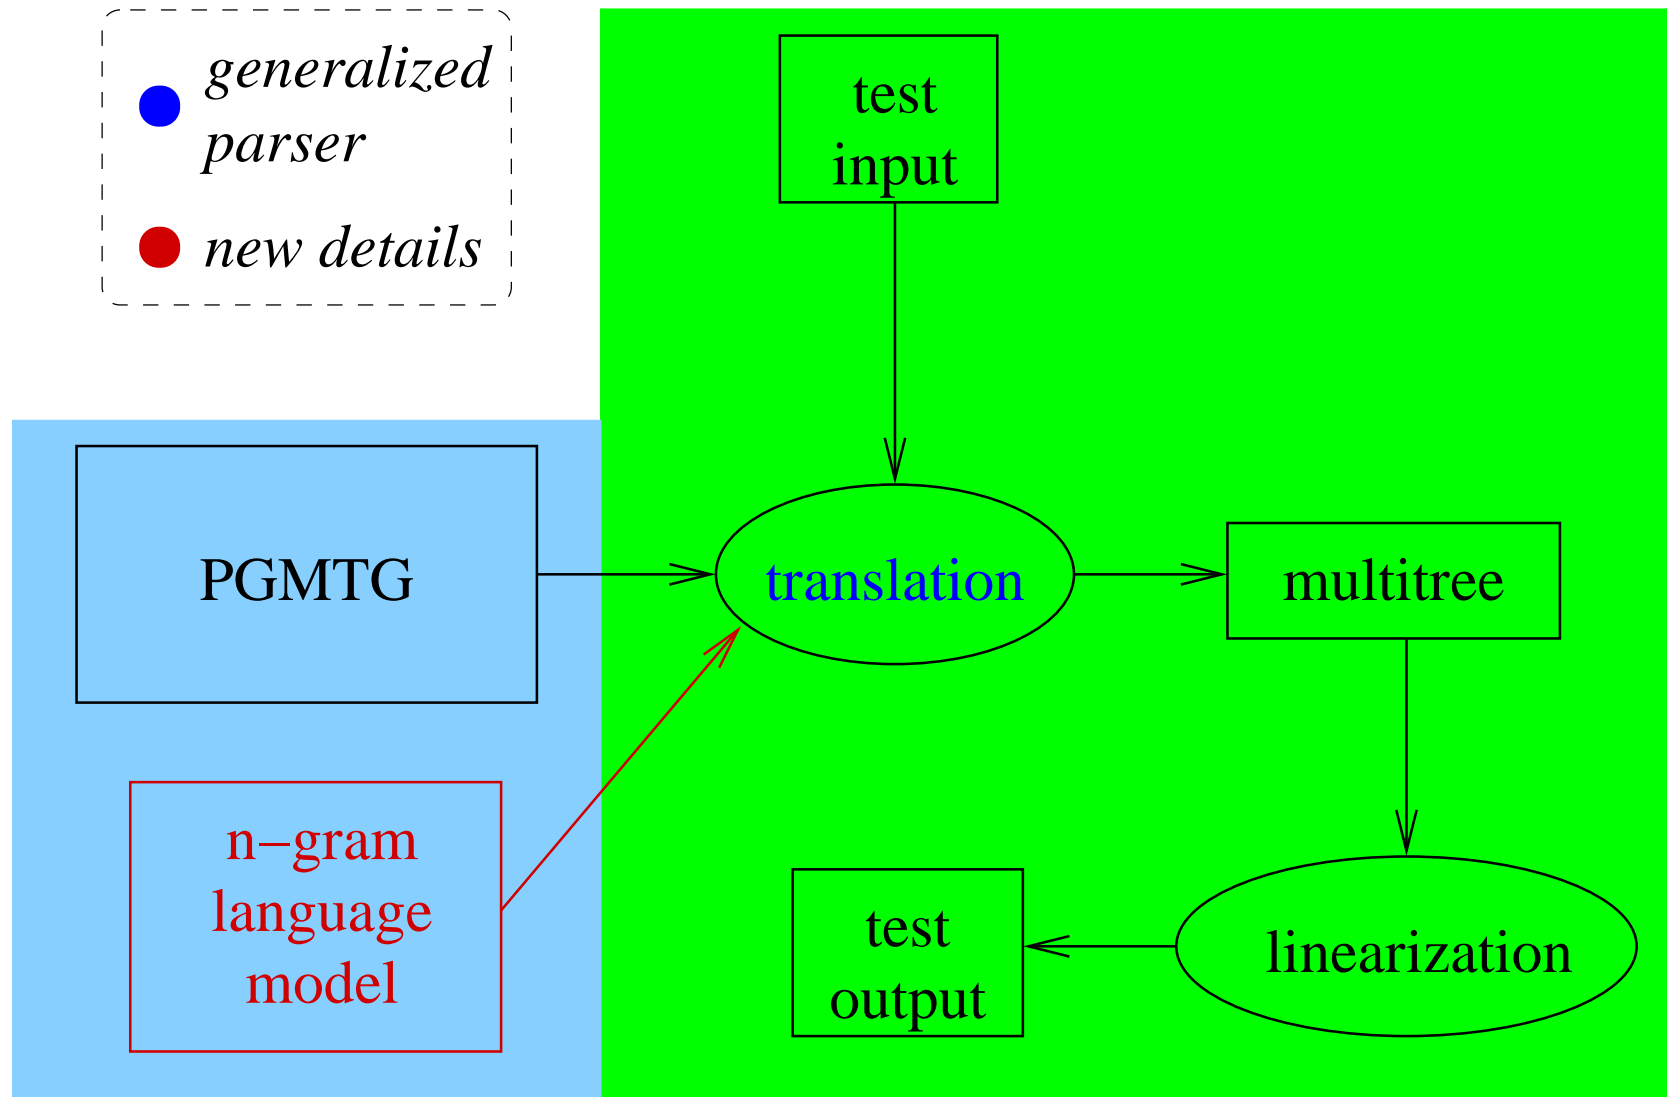 generalized
parser
new details
test
input
PGMTG
translation
multitree
n−gram
language
model
test
output
linearization